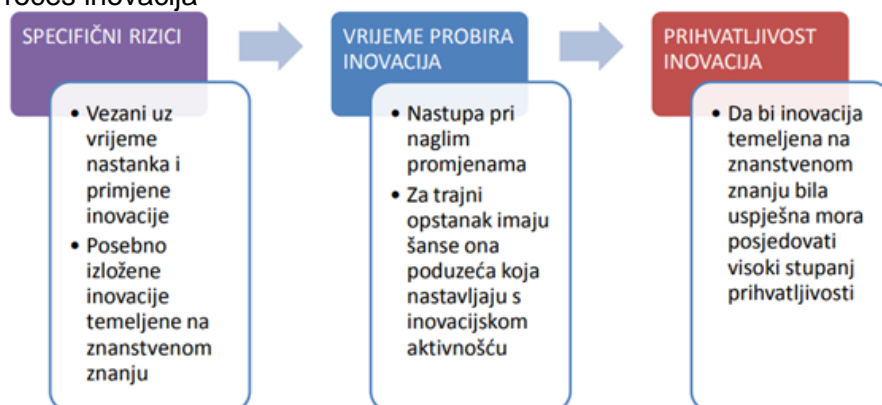 roces inovacija
SPECIFIČNI RIZICI
• Vezani uz
vrijeme
nastanka i
primjene
inovacije
• Posebno
izložene
inovacije
temeljene na
znanstvenom
znanju
VRIJEME PROBIRA
INOVACIJA
• Nastupa pri
naglim
promjenama
• Za trajni
opstanak imaju
šanse ona
poduzeća koja
nastavljaju s
inovacijskom
aktivnošću
PRIHVATLJIVOST
INOVACIJA
• Da bi inovacija
temeljena na
znanstvenom
znanju bila
uspješna mora
posjedovati
visoki stupanj
prihvatljivosti